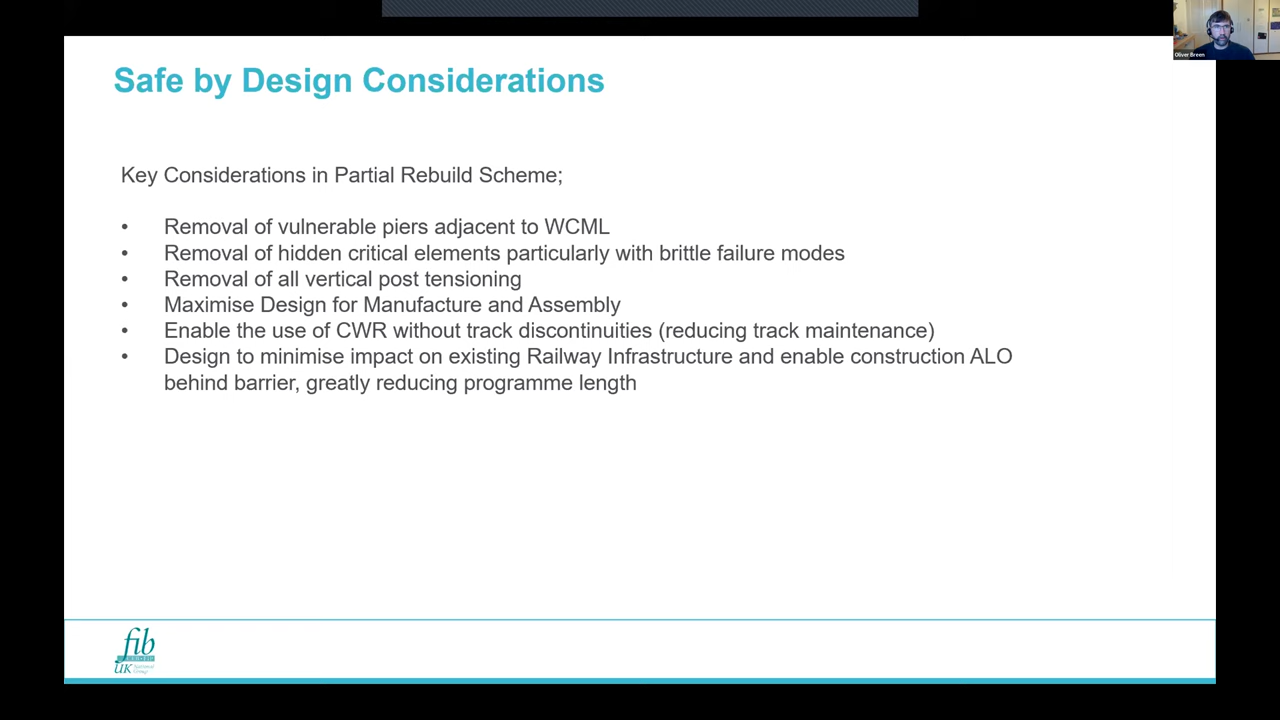 Oliver Breen
Safe by Design Considerations
Key Considerations in Partial Rebuild Scheme;
• Removal of vulnerable piers adjacent to WCML
• Removal of hidden critical elements particularly with brittle failure modes
• Removal of all vertical post tensioning
• Maximise Design for Manufacture and Assembly
• Enable the use of CWR without track discontinuities (reducing track maintenance)
• Design to minimise impact on existing Railway Infrastructure and enable construction ALO
behind barrier, greatly reducing programme length
fib
UK